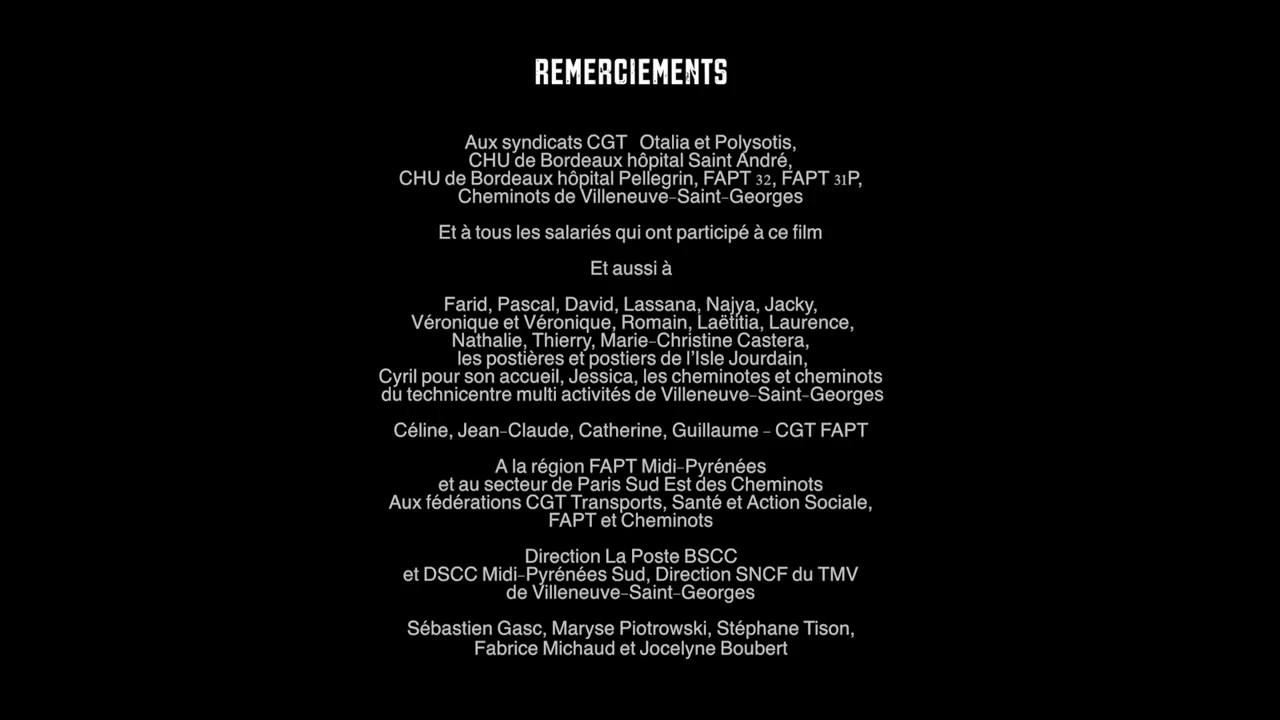 REMERCIEMENTS
Aux syndicats CGT Otalia et Polysotis,
CHU de Bordeaux hôpital Saint André,
CHU de Bordeaux hôpital Pellegrin, FAPT 32, FAPT 31P,
Cheminots de Villeneuve-Saint-Georges
Et à tous les salariés qui ont participé à ce film
Et aussi à
Farid, Pascal, David, Lassana, Najya, Jacky,
Véronique et Véronique, Romain, Laëtitia, Laurence,
Nathalie, Thierry, Marie-Christine Castera,
les postières et postiers de l'Isle Jourdain,
Cyril pour son accueil, Jessica, les cheminotes et cheminots
du technicentre multi activités de Villeneuve-Saint-Georges
Céline, Jean-Claude, Catherine, Guillaume - CGT FAPT
A la région FAPT Midi-Pyrénées
et au secteur de Paris Sud Est des Cheminots
Aux fédérations CGT Transports, Santé et Action Sociale,
FAPT et Cheminots
Direction La Poste BSCC
et DSCC Midi-Pyrénées Sud, Direction SNCF du TMV
de Villeneuve-Saint-Georges
Sébastien Gasc, Maryse Piotrowski, Stéphane Tison,
Fabrice Michaud et Jocelyne Boubert